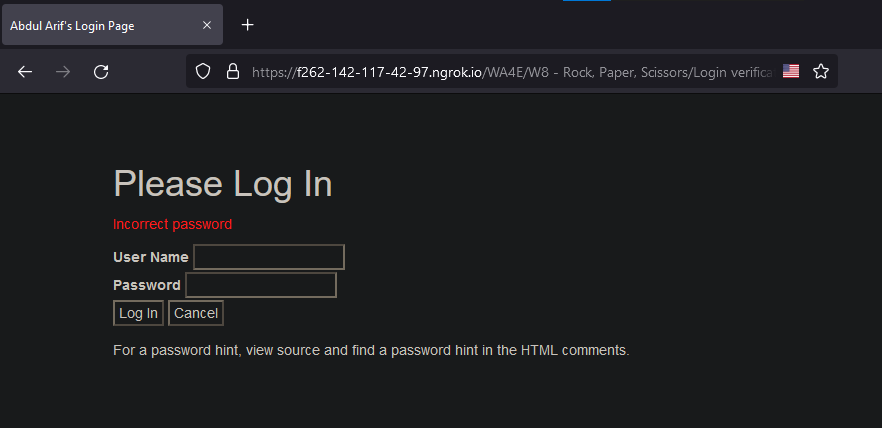 Abdul Arif's Login Page
https://f262-142-117-42-97.ngrok.io/WA4E/W8 - Rock, Paper, Scissors/Login verifica
Please Log In
Incorrect password
User Name
Password
Log In Cancel
For a password hint, view source and find a password hint in the HTML comments.